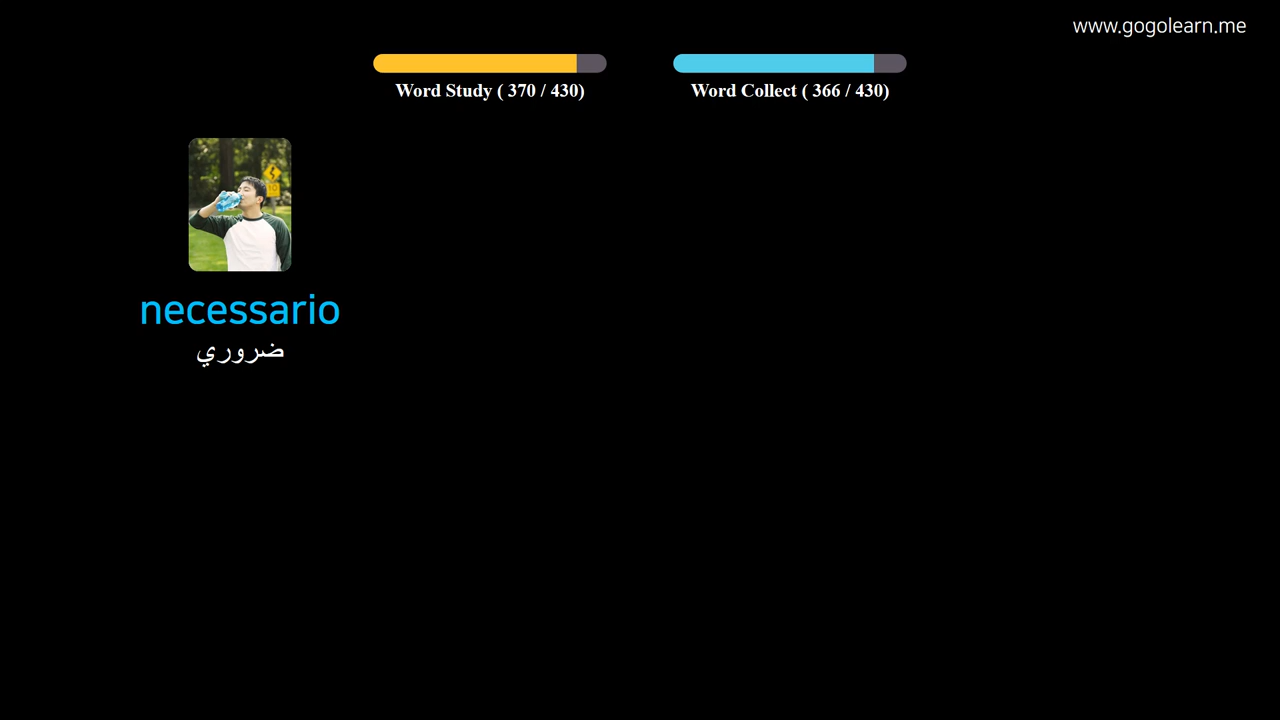 www.gogolearn.me
Word Study ( 370 / 430)
Word Collect ( 366 / 430)
necessario
ضروري